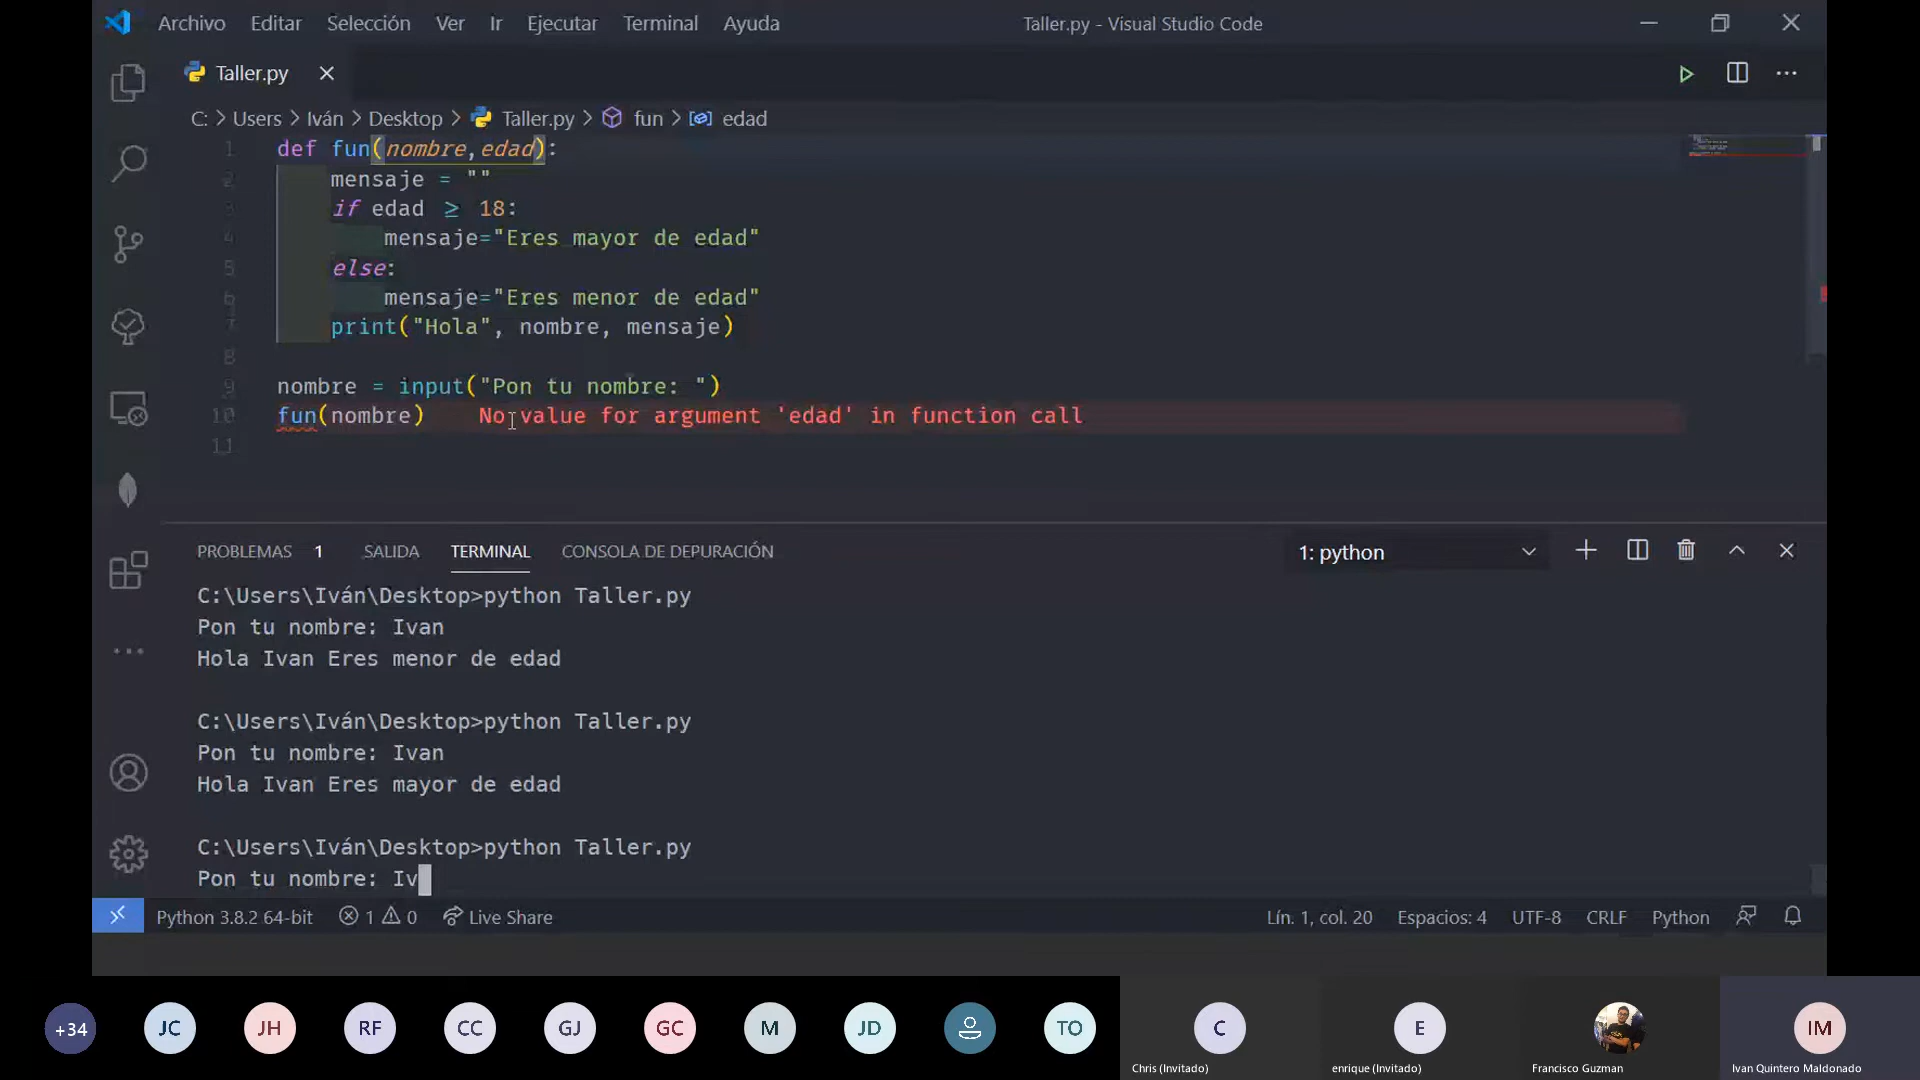 Archivo Editar Selección Ver Ir Ejecutar Terminal Ayuda Taller.py - Visual Studio Code
Taller.py
C: > Users > Iván > Desktop > Taller.py > fun > edad
1 def fun(nombre,edad):
2 mensaje = ""
3 if edad ≥ 18:
4 mensaje="Eres mayor de edad"
5 else:
6 mensaje="Eres menor de edad"
7 print("Hola", nombre, mensaje)
8
9 nombre = input("Pon tu nombre: ")
10 fun(nombre) No value for argument 'edad' in function call
11
PROBLEMAS 1 SALIDA TERMINAL CONSOLA DE DEPURACIÓN 1: python
C:\Users\Iván\Desktop>python Taller.py
Pon tu nombre: Ivan
Hola Ivan Eres menor de edad
C:\Users\Iván\Desktop>python Taller.py
Pon tu nombre: Ivan
Hola Ivan Eres mayor de edad
C:\Users\Iván\Desktop>python Taller.py
Pon tu nombre: Iv
Python 3.8.2 64-bit 1 0 Live Share Lín. 1, col. 20 Espacios: 4 UTF-8 CRLF Python
+34 JC JH RF CC GJ GC M JD TO C E IM
Chris (Invitado) enrique (Invitado) Francisco Guzman Ivan Quintero Maldonado